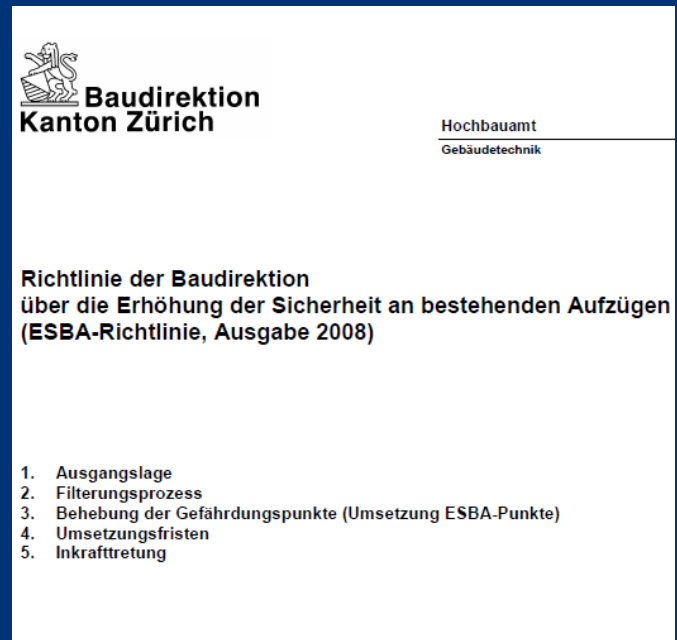 Baudirektion
Kanton Zürich
Hochbauamt
Gebäudetechnik
Richtlinie der Baudirektion
über die Erhöhung der Sicherheit an bestehenden Aufzügen
(ESBA-Richtlinie, Ausgabe 2008)
1. Ausgangslage
2. Filterungsprozess
3. Behebung der Gefährdungspunkte (Umsetzung ESBA-Punkte)
4. Umsetzungsfristen
5. Inkrafttretung